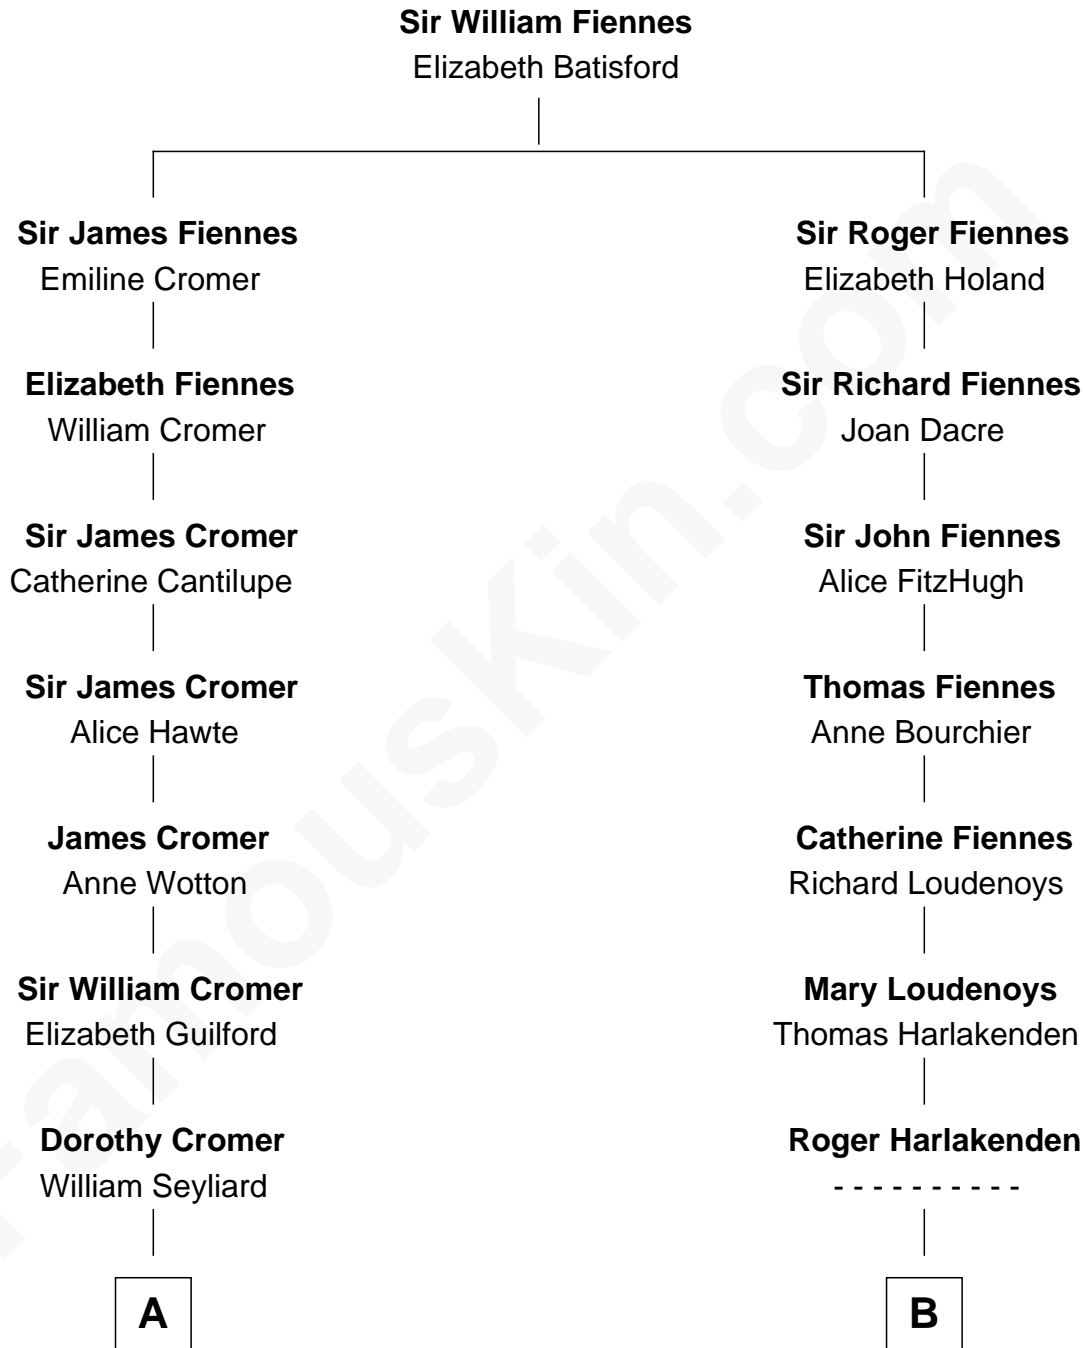 Sir William Fiennes
Elizabeth Batisford
Sir James Fiennes
Emiline Cromer
Elizabeth Fiennes
William Cromer
Sir James Cromer
Catherine Cantilupe
Sir James Cromer
Alice Hawte
James Cromer
Anne Wotton
Sir William Cromer
Elizabeth Guilford
Dorothy Cromer
William Seyliard
A
Sir Roger Fiennes
Elizabeth Holand
Sir Richard Fiennes
Joan Dacre
Sir John Fiennes
Alice FitzHugh
Thomas Fiennes
Anne Bourchier
Catherine Fiennes
Richard Loudenoys
Mary Loudenoys
Thomas Harlakenden
Roger Harlakenden
- - - - - - - - - -
B
FamousKin.com